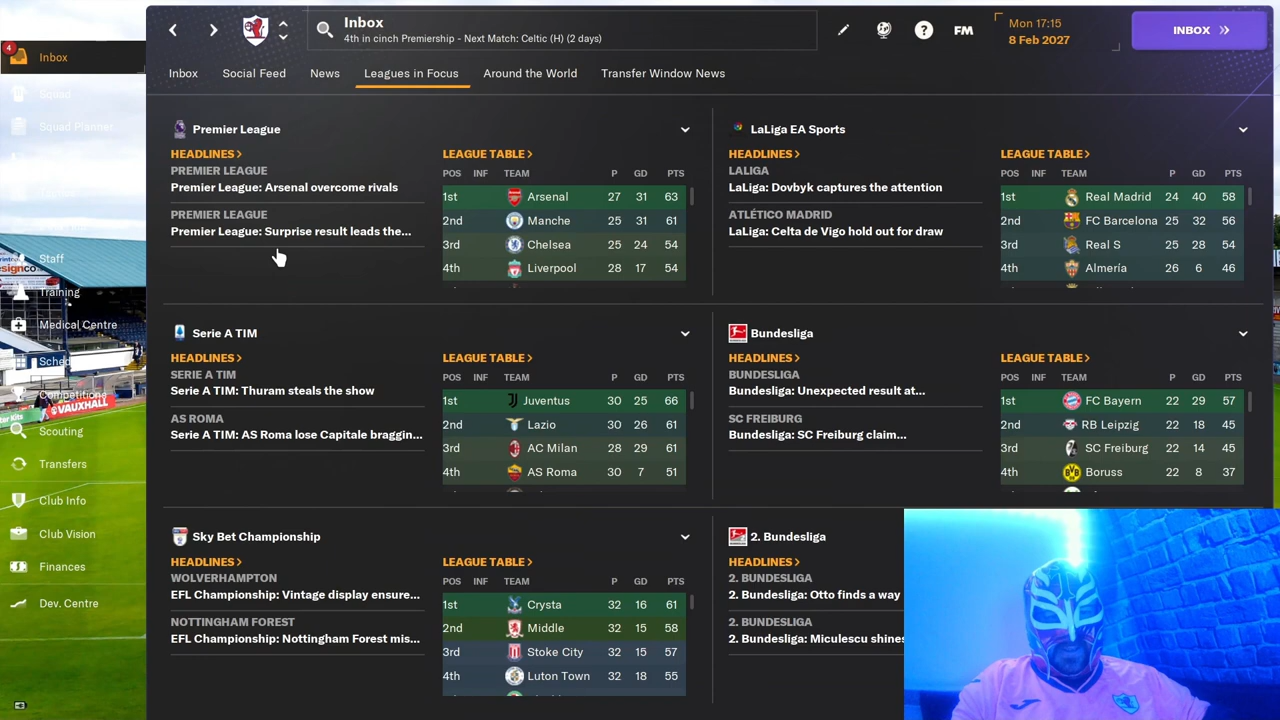 Inbox
4th in cinch Premiership - Next Match: Celtic (H) (2 days)
FM
Mon 17:15
8 Feb 2027
INBOX
Inbox Social Feed News Leagues in Focus Around the World Transfer Window News
4
Inbox
Squad
Squad Planner
Staff
Training
Medical Centre
Sched
Competitions
Scouting
Transfers
Club Info
Club Vision
Finances
Dev. Centre
VAUXHALL
Premier League
HEADLINES >
PREMIER LEAGUE
Premier League: Arsenal overcome rivals
PREMIER LEAGUE
Premier League: Surprise result leads the...
LEAGUE TABLE >
POS INF TEAM P GD PTS
1st Arsenal 27 31 63
2nd Manche 25 31 61
3rd Chelsea 25 24 54
4th Liverpool 28 17 54
LaLiga EA Sports
HEADLINES >
LALIGA
LaLiga: Dovbyk captures the attention
ATLÉTICO MADRID
LaLiga: Celta de Vigo hold out for draw
LEAGUE TABLE >
POS INF TEAM P GD PTS
1st Real Madrid 24 40 58
2nd FC Barcelona 25 32 56
3rd Real S 25 28 54
4th Almería 26 6 46
Serie A TIM
HEADLINES >
SERIE A TIM
Serie A TIM: Thuram steals the show
AS ROMA
Serie A TIM: AS Roma lose Capitale braggin...
LEAGUE TABLE >
POS INF TEAM P GD PTS
1st Juventus 30 25 66
2nd Lazio 30 26 61
3rd AC Milan 28 29 61
4th AS Roma 30 7 51
Bundesliga
HEADLINES >
BUNDESLIGA
Bundesliga: Unexpected result at...
SC FREIBURG
Bundesliga: SC Freiburg claim...
LEAGUE TABLE >
POS INF TEAM P GD PTS
1st FC Bayern 22 29 57
2nd RB Leipzig 22 18 45
3rd SC Freiburg 22 14 45
4th Boruss 22 8 37
Sky Bet Championship
HEADLINES >
WOLVERHAMPTON
EFL Championship: Vintage display ensure...
NOTTINGHAM FOREST
EFL Championship: Nottingham Forest mis...
LEAGUE TABLE >
POS INF TEAM P GD PTS
1st Crysta 32 16 61
2nd Middle 32 15 58
3rd Stoke City 32 15 57
4th Luton Town 32 18 55
2. Bundesliga
HEADLINES >
2. BUNDESLIGA
2. Bundesliga: Otto finds a way
2. BUNDESLIGA
2. Bundesliga: Miculescu shines